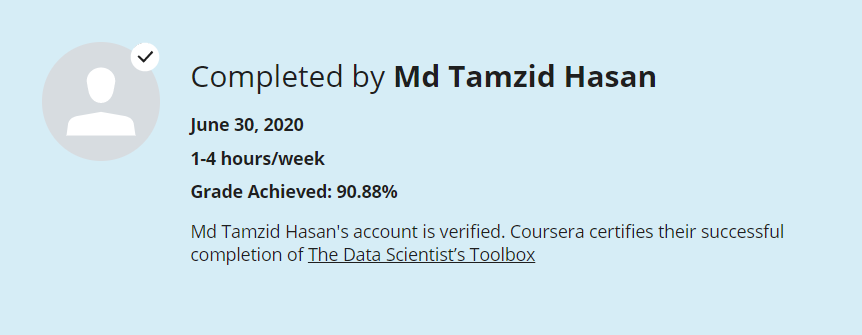 Completed by Md Tamzid Hasan
June 30, 2020
1-4 hours/week
Grade Achieved: 90.88%
Md Tamzid Hasan's account is verified. Coursera certifies their successful
completion of The Data Scientist’s Toolbox